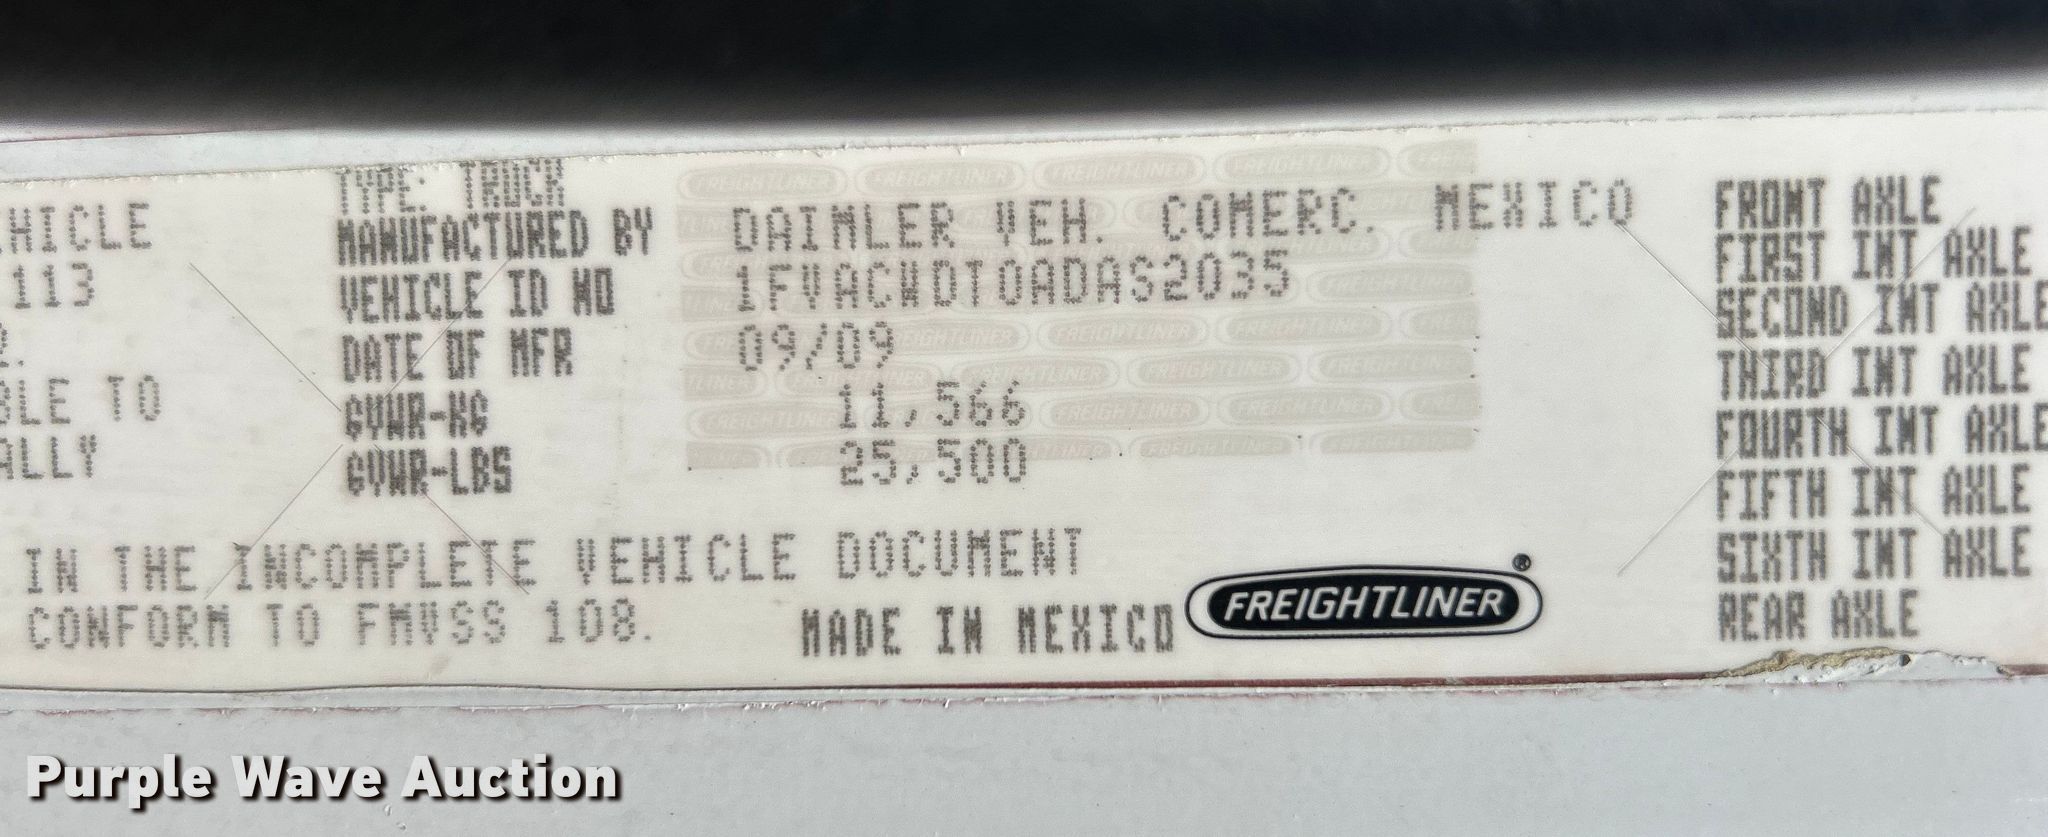 HICLE
113
SLE 10
ALLY
TYPE: TRUCK
MANUFACTURED BY DAIMLER VEH. COMERC. MEXICO
VEHICLE ID NO 1FVACWDT0ADAS2035
DATE OF MFR 09/09
GVWR-KG 11,566
GVWR-LBS 25,500
IN THE INCOMPLETE VEHICLE DOCUMENT
CONFORM TO FMVSS 108.
MADE IN MEXICO FREIGHTLINER®
FRONT AXLE
FIRST INT AXLE
SECOND INT AXLE
THIRD INT AXLE
FOURTH INT AXLE
FIFTH INT AXLE
SIXTH INT AXLE
REAR AXLE
Purple Wave Auction